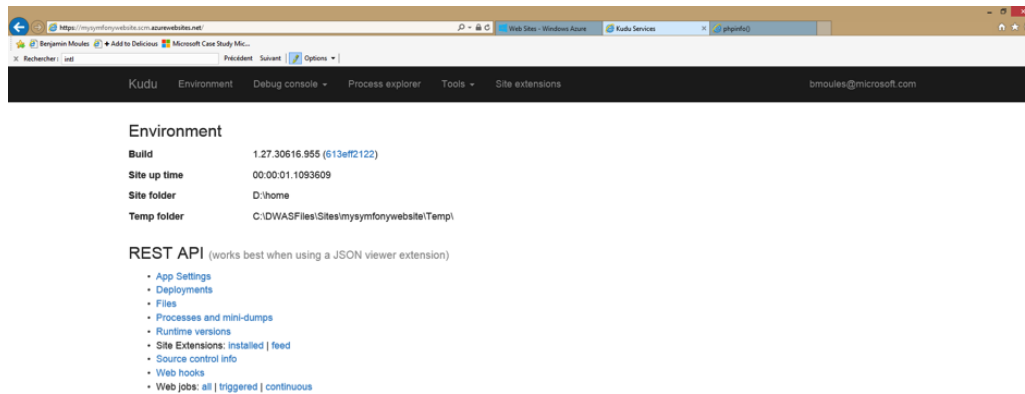 https://mysymfonywebsite.scm.azurewebsites.net/
Web Sites - Windows Azure
Kudu Services
phpinfo()
Benjamin Moules
Add to Delicious
Microsoft Case Study Mic...
Rechercher: intl
Précédent Suivant Options
Kudu Environment Debug console Process explorer Tools Site extensions bmoules@microsoft.com
Environment
Build 1.27.30616.955 (613eff2122)
Site up time 00:00:01.1093609
Site folder D:\home
Temp folder C:\DWASFiles\Sites\mysymfonywebsite\Temp\
REST API (works best when using a JSON viewer extension)
• App Settings
• Deployments
• Files
• Processes and mini-dumps
• Runtime versions
• Site Extensions: installed | feed
• Source control info
• Web hooks
• Web jobs: all | triggered | continuous